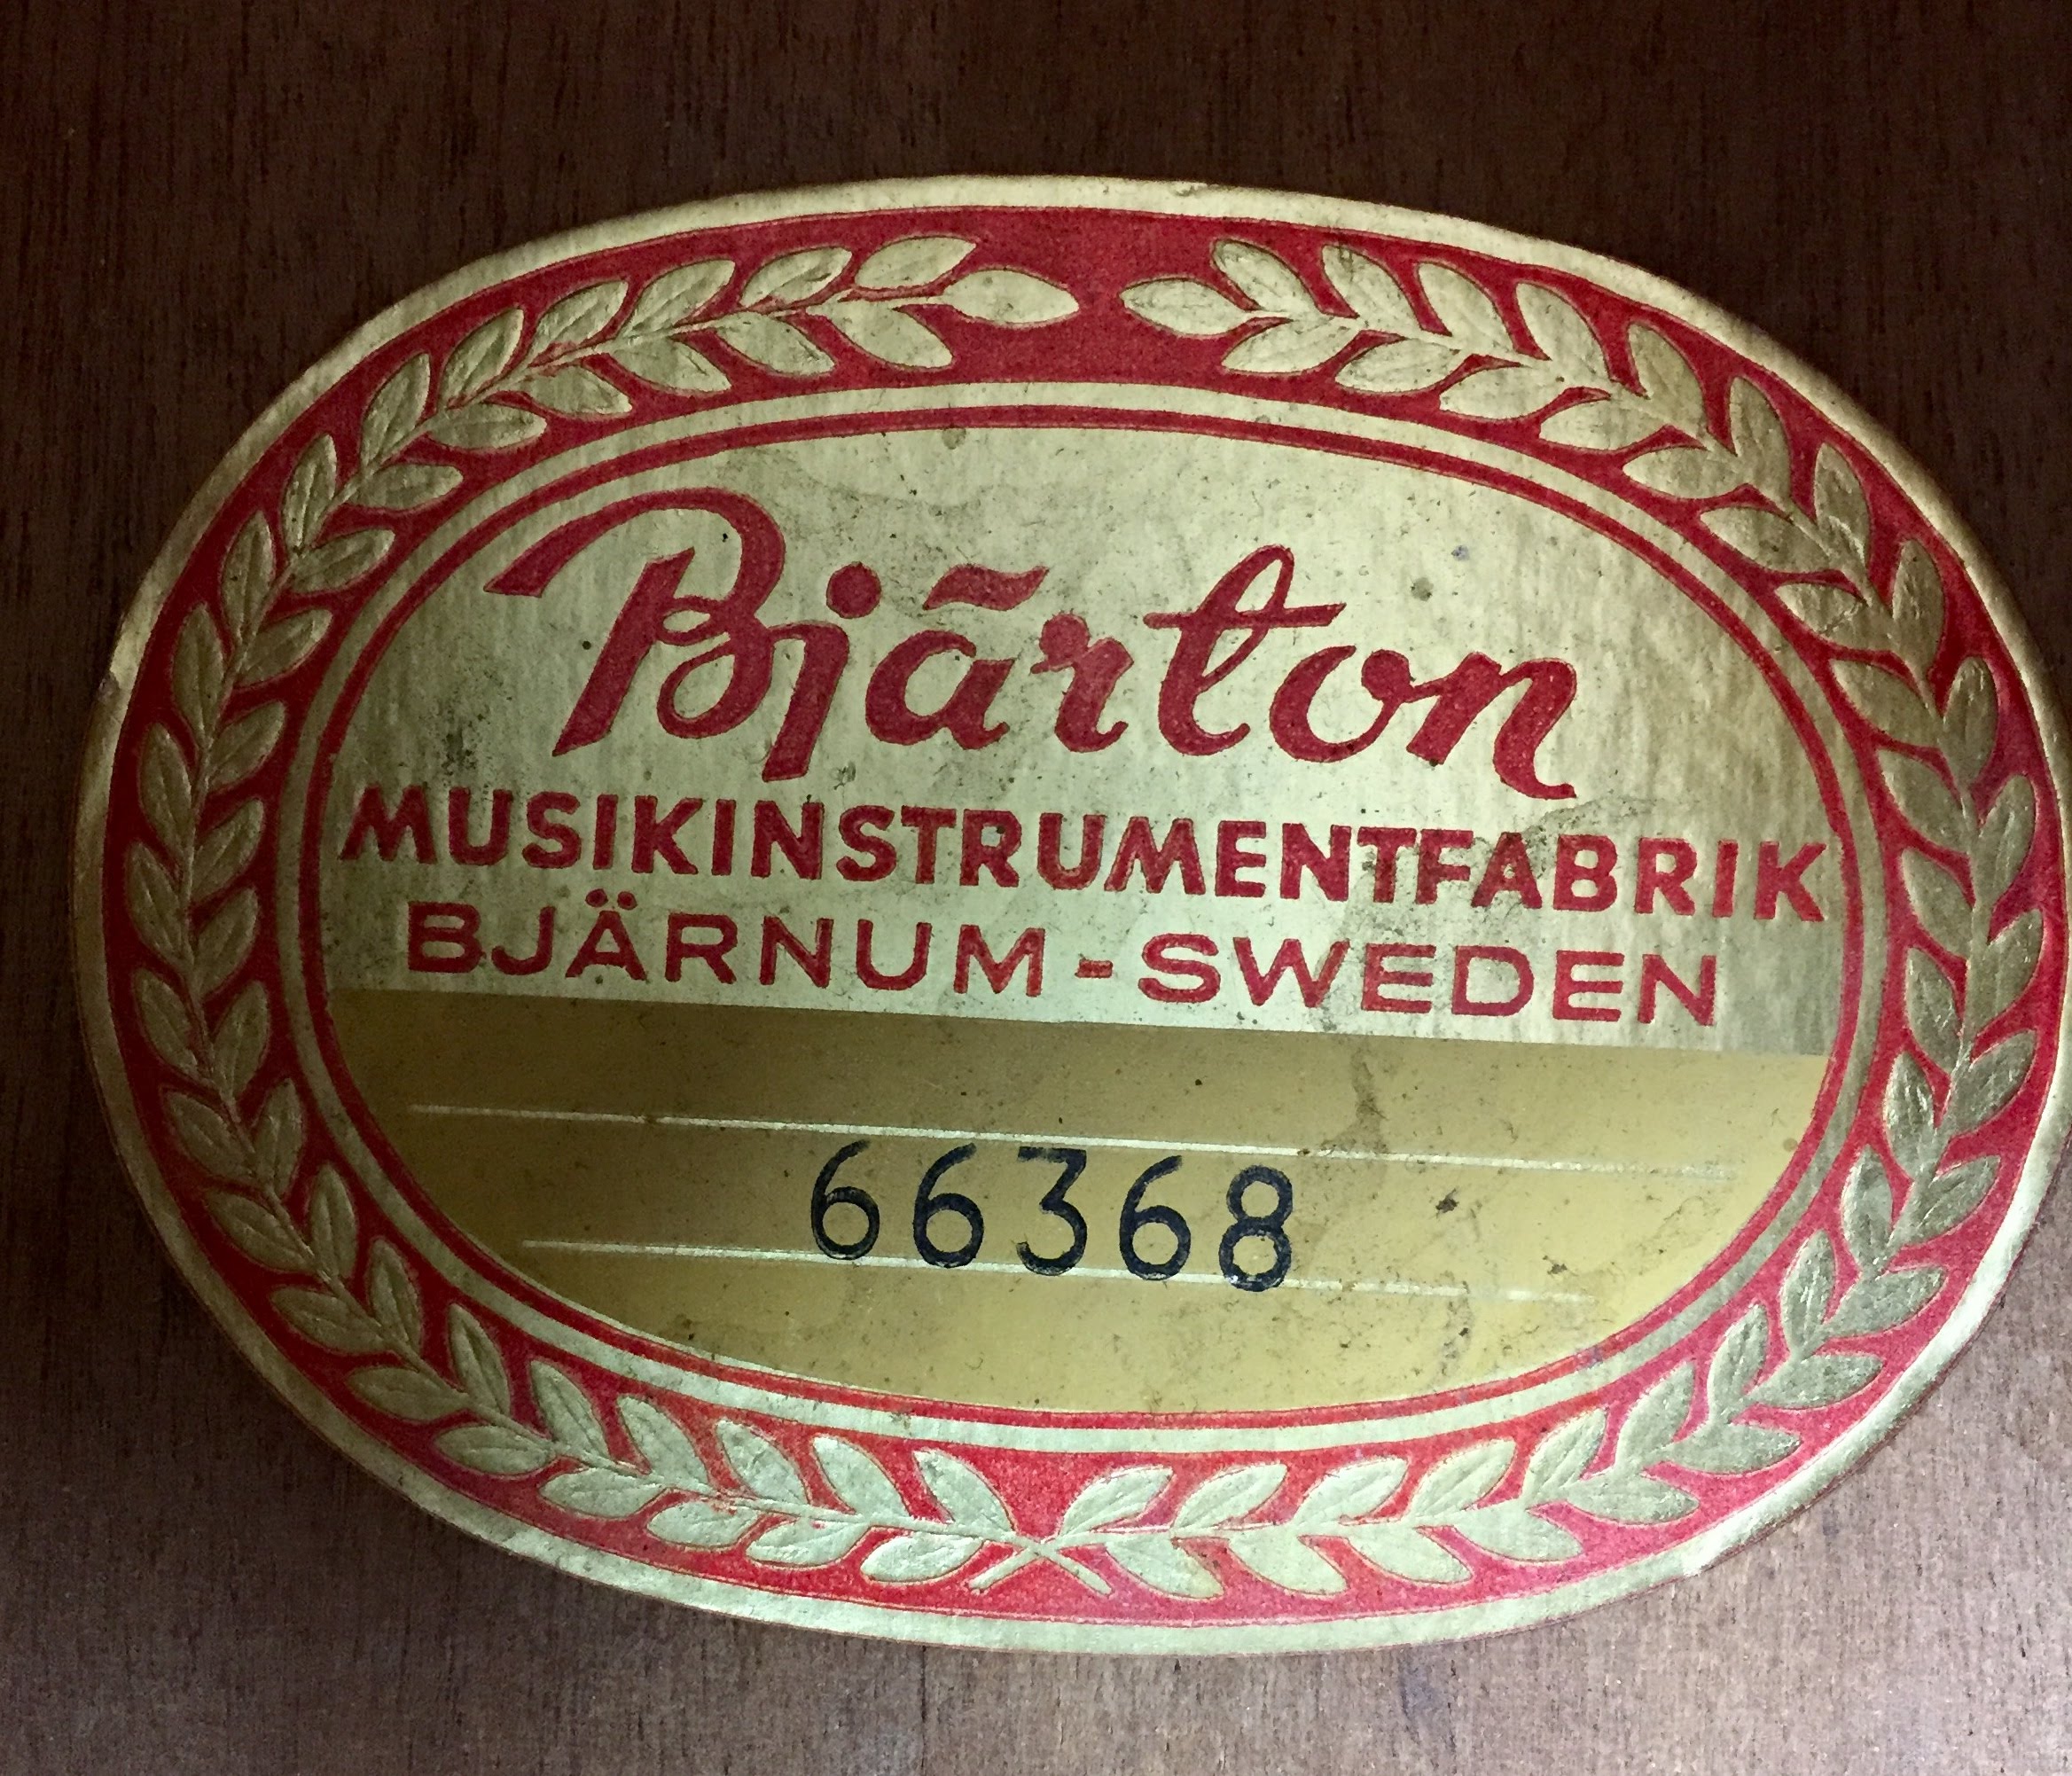 Bjärton
MUSIKINSTRUMENTFABRIK
BJÄRNUM - SWEDEN
66368